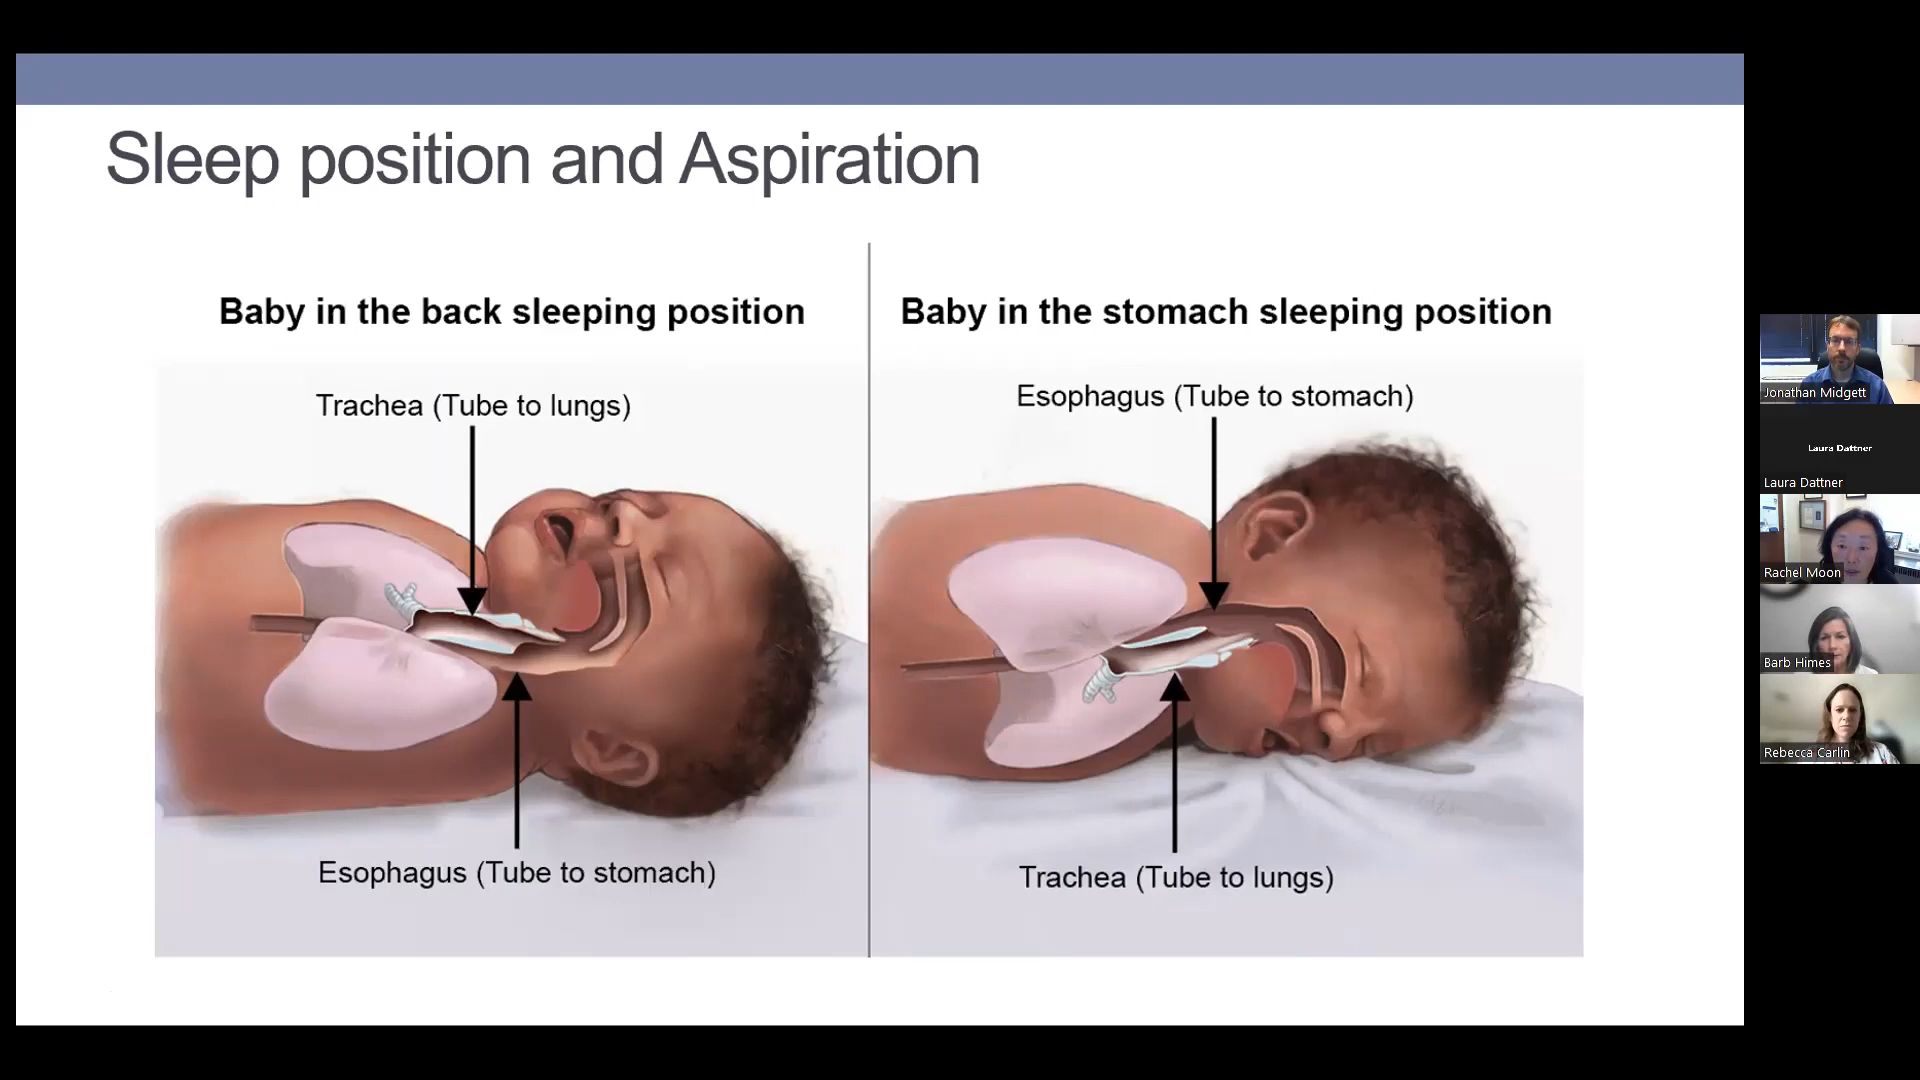 Sleep position and Aspiration
Baby in the back sleeping position
Trachea (Tube to lungs)
Esophagus (Tube to stomach)
Baby in the stomach sleeping position
Esophagus (Tube to stomach)
Trachea (Tube to lungs)
Jonathan Midgett
Laura Dattner
Laura Dattner
Rachel Moon
Barb Himes
Rebecca Carlin